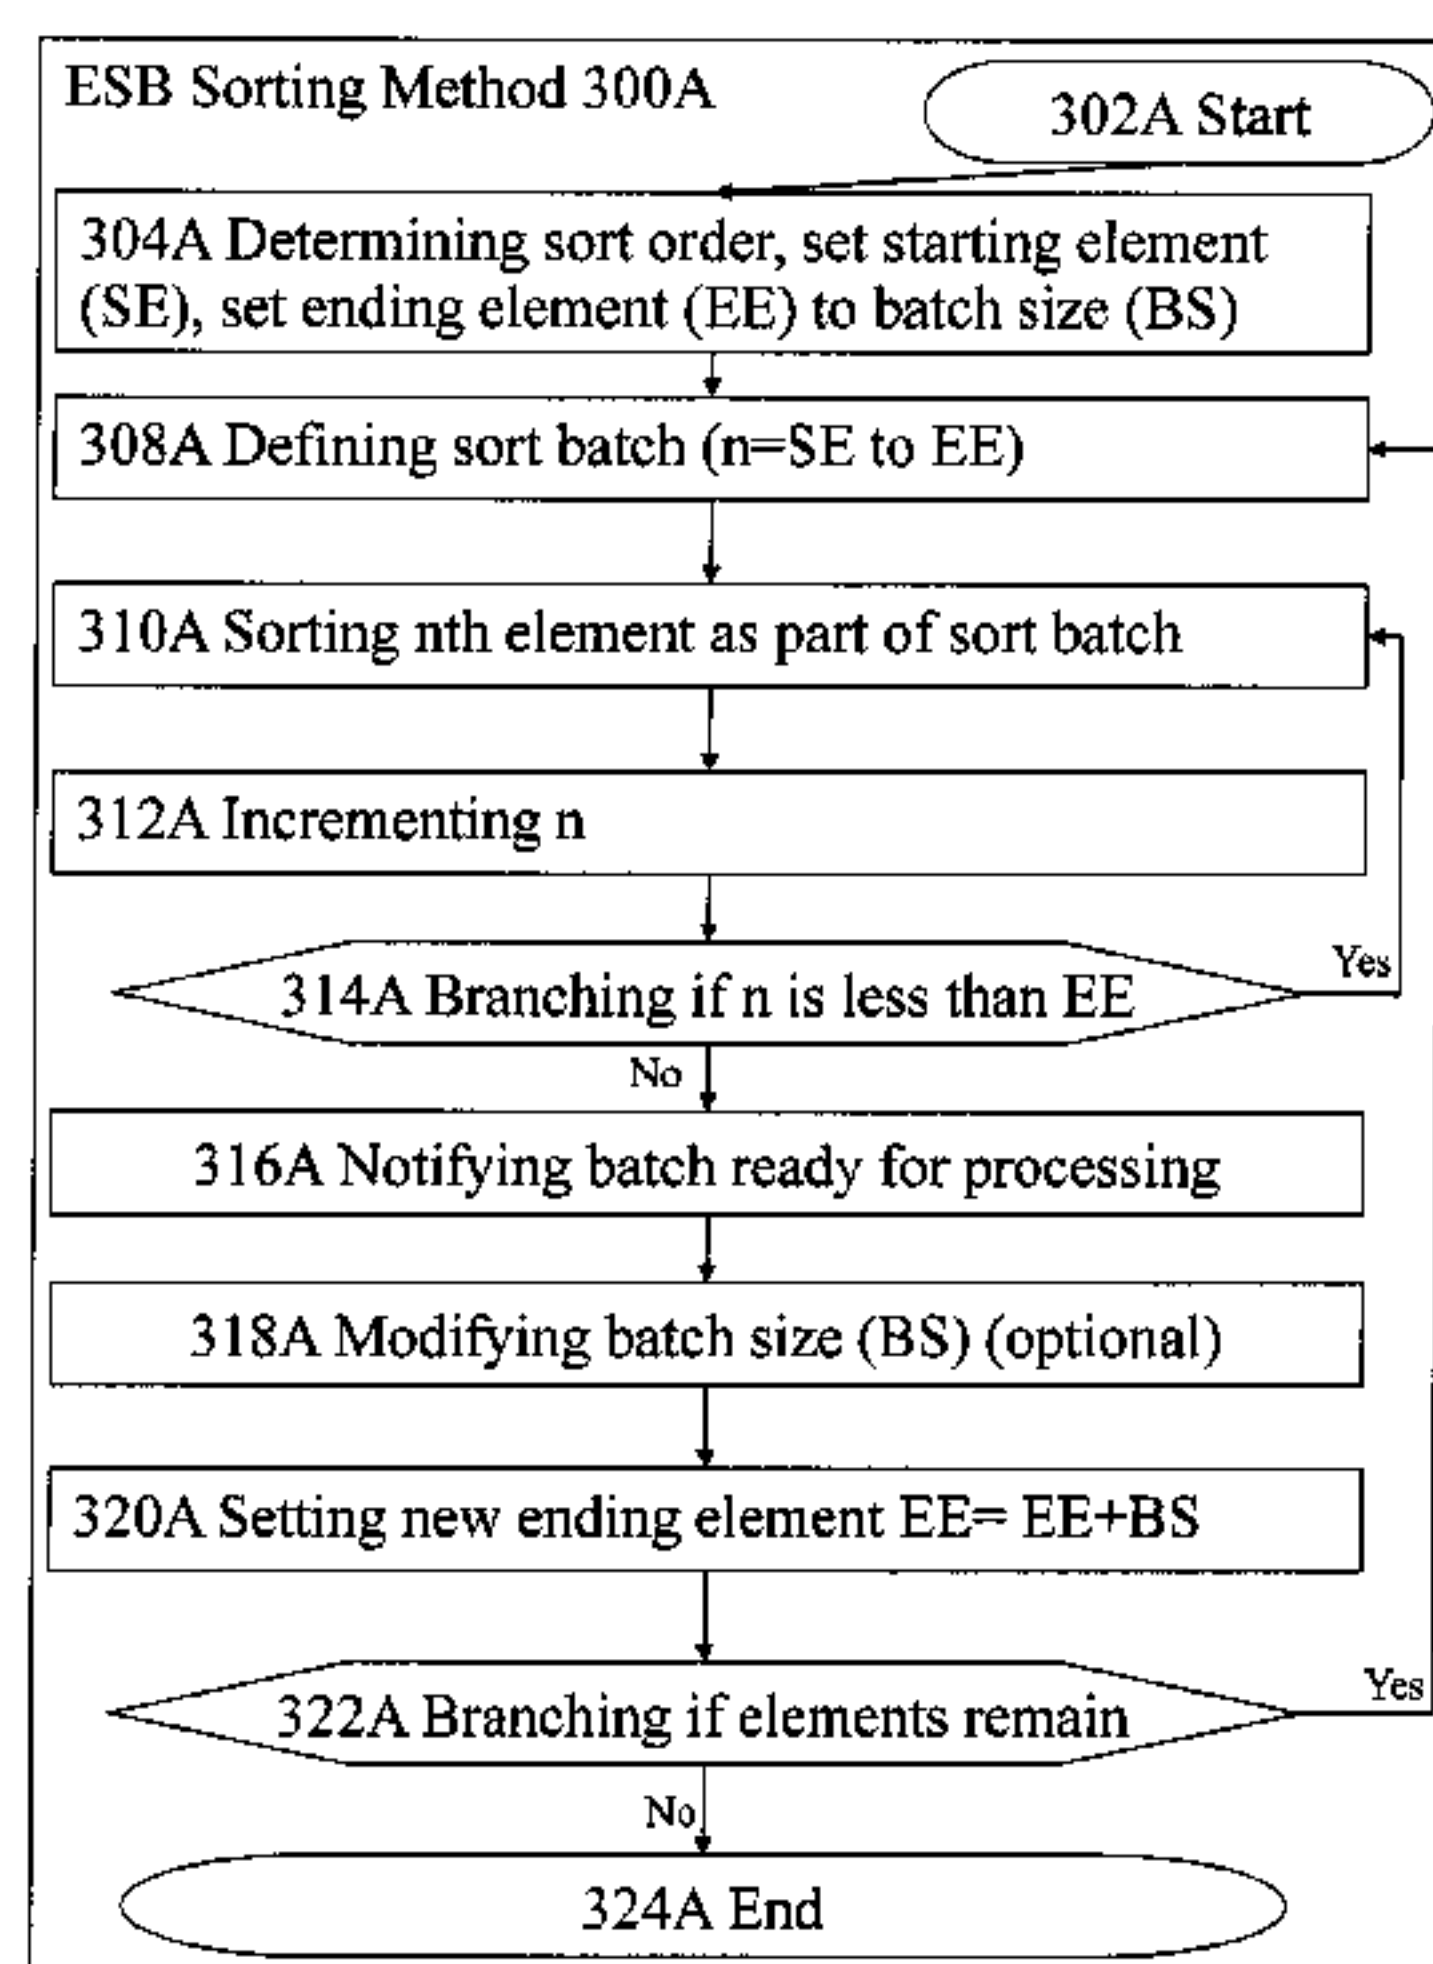 ESB Sorting Method 300A
302A Start
304A Determining sort order, set starting element
(SE), set ending element (EE) to batch size (BS)
308A Defining sort batch (n=SE to EE)
310A Sorting nth element as part of sort batch
312A Incrementing n
314A Branching if n is less than EE
Yes
No
316A Notifying batch ready for processing
318A Modifying batch size (BS) (optional)
320A Setting new ending element EE= EE+BS
322A Branching if elements remain
Yes
No
324A End